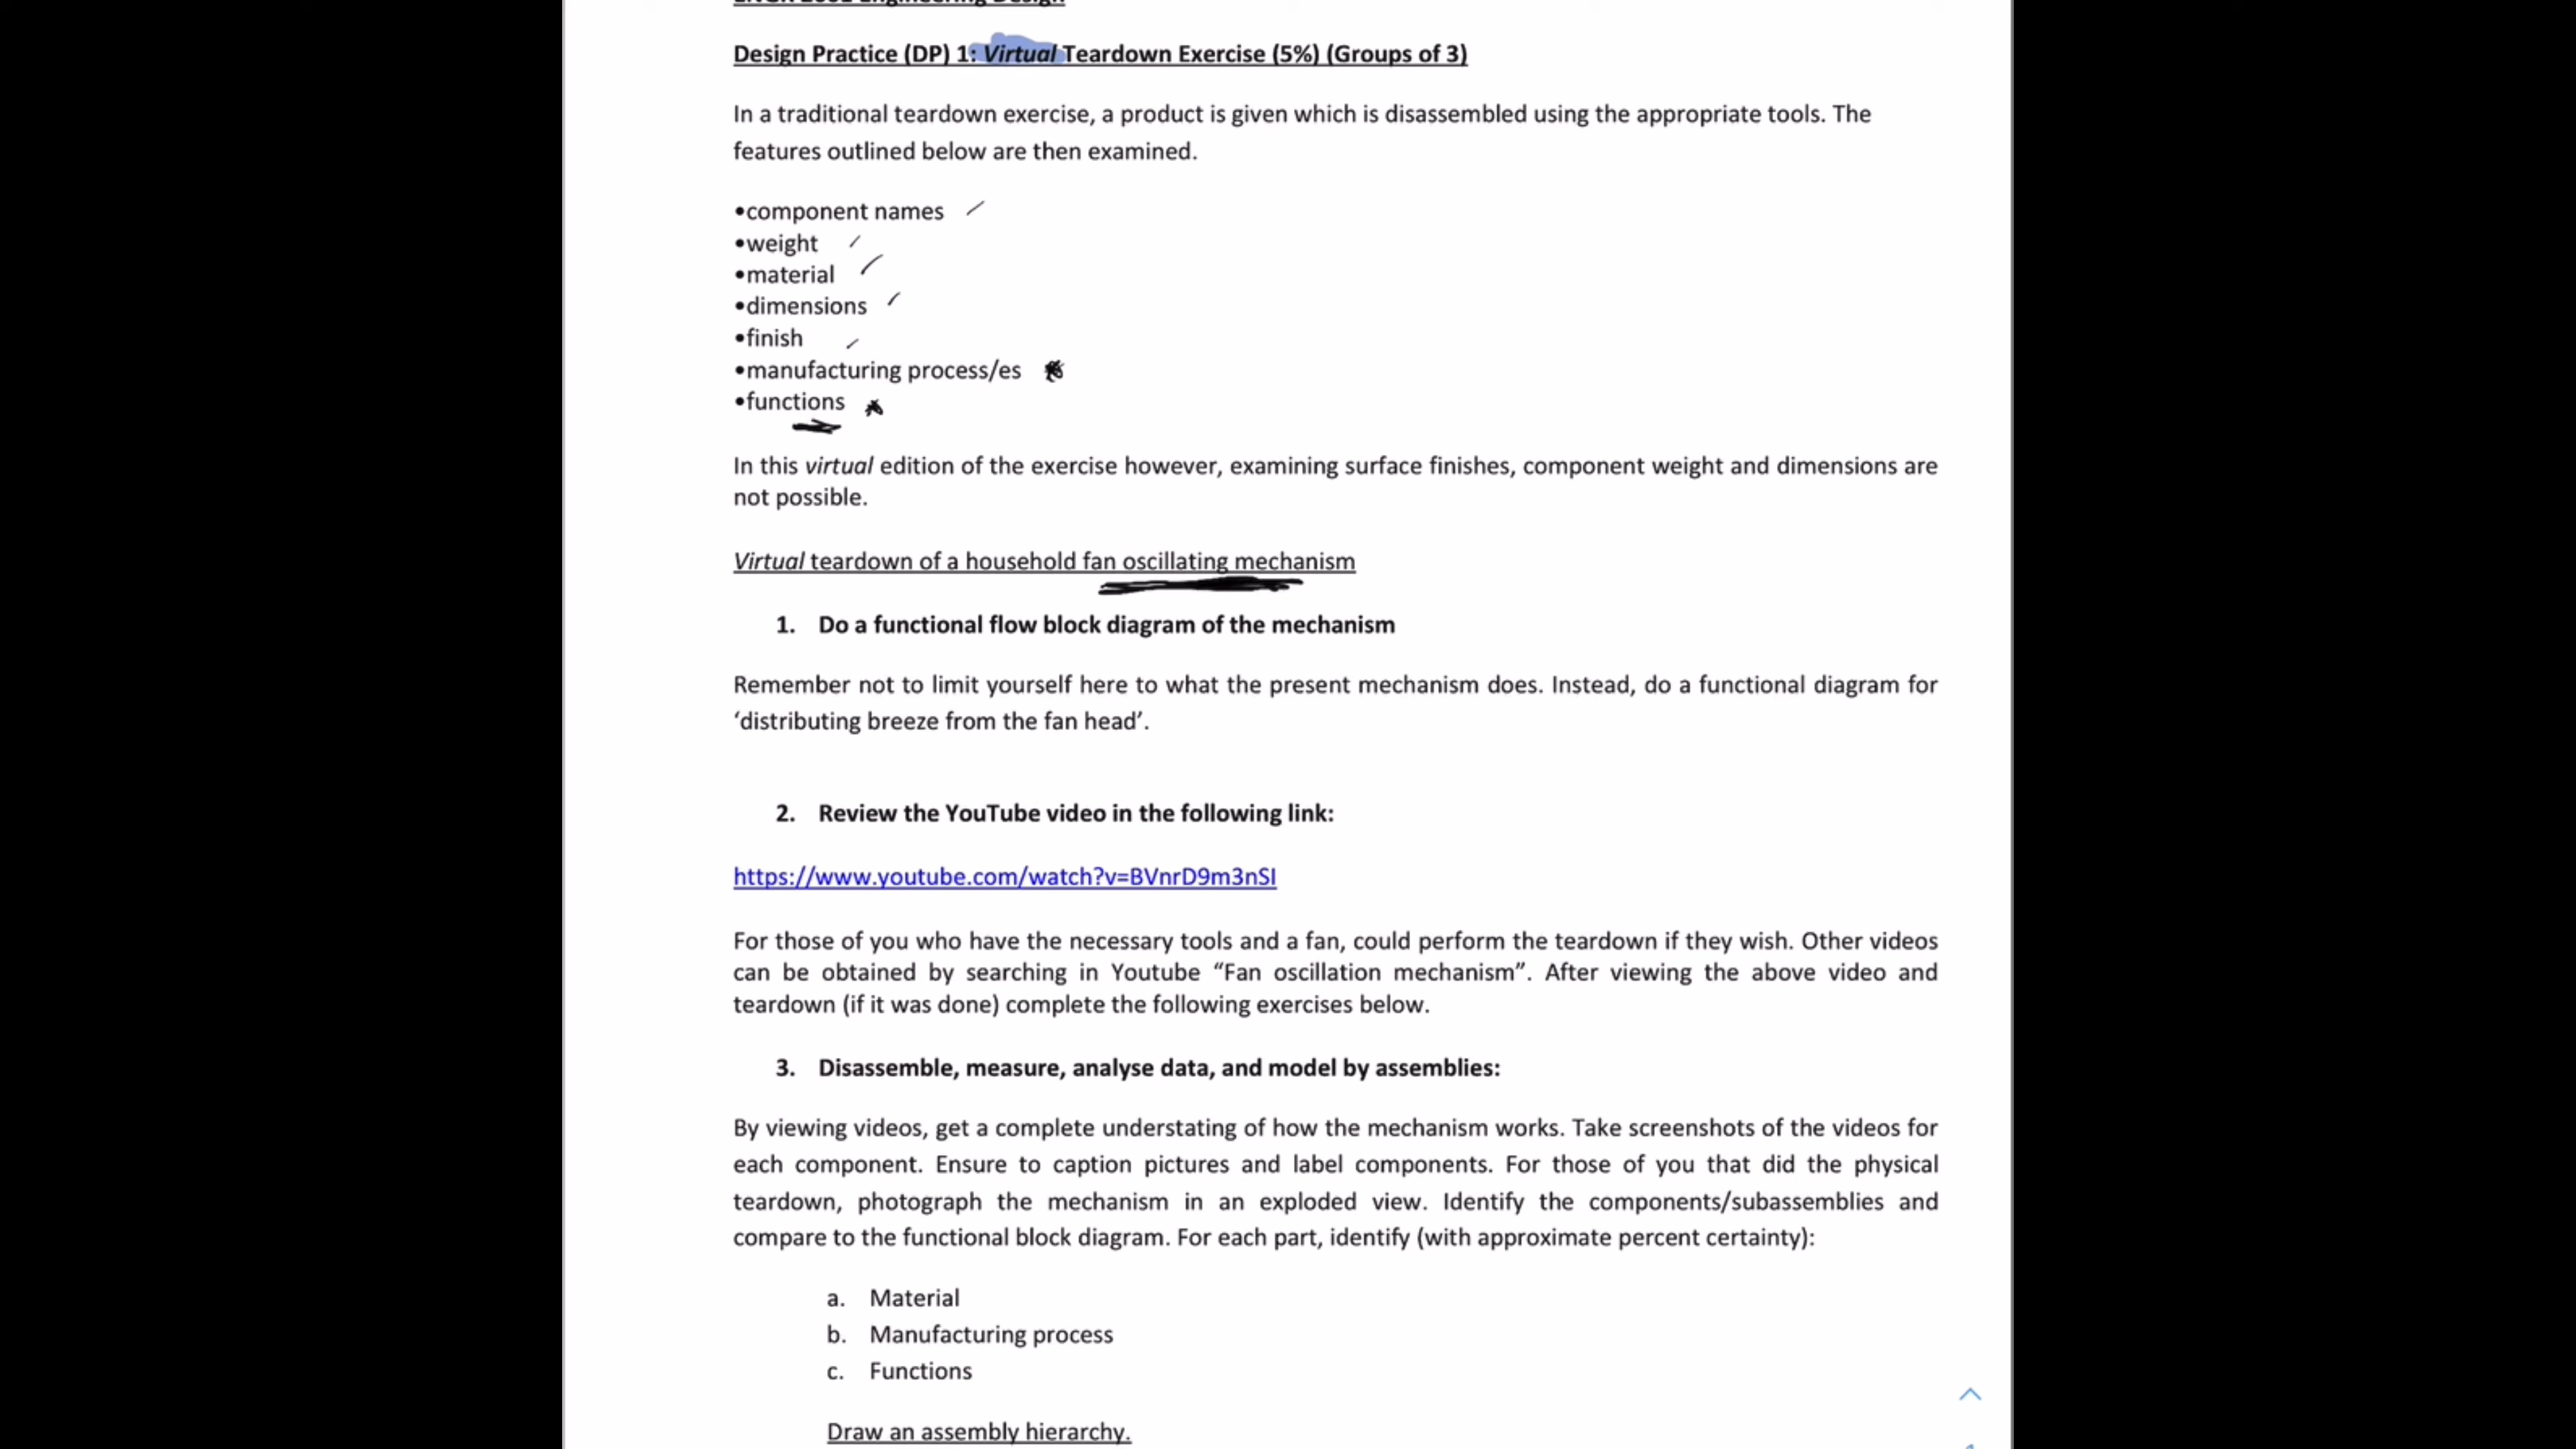 Design Practice (DP) 1: Virtual Teardown Exercise (5%) (Groups of 3)
In a traditional teardown exercise, a product is given which is disassembled using the appropriate tools. The
features outlined below are then examined.
•component names
•weight
•material
•dimensions
•finish
•manufacturing process/es
•functions
In this virtual edition of the exercise however, examining surface finishes, component weight and dimensions are
not possible.
Virtual teardown of a household fan oscillating mechanism
1. Do a functional flow block diagram of the mechanism
Remember not to limit yourself here to what the present mechanism does. Instead, do a functional diagram for
‘distributing breeze from the fan head’.
2. Review the YouTube video in the following link:
https://www.youtube.com/watch?v=BVnrD9m3nSI
For those of you who have the necessary tools and a fan, could perform the teardown if they wish. Other videos
can be obtained by searching in Youtube “Fan oscillation mechanism”. After viewing the above video and
teardown (if it was done) complete the following exercises below.
3. Disassemble, measure, analyse data, and model by assemblies:
By viewing videos, get a complete understating of how the mechanism works. Take screenshots of the videos for
each component. Ensure to caption pictures and label components. For those of you that did the physical
teardown, photograph the mechanism in an exploded view. Identify the components/subassemblies and
compare to the functional block diagram. For each part, identify (with approximate percent certainty):
a. Material
b. Manufacturing process
c. Functions
Draw an assembly hierarchy.